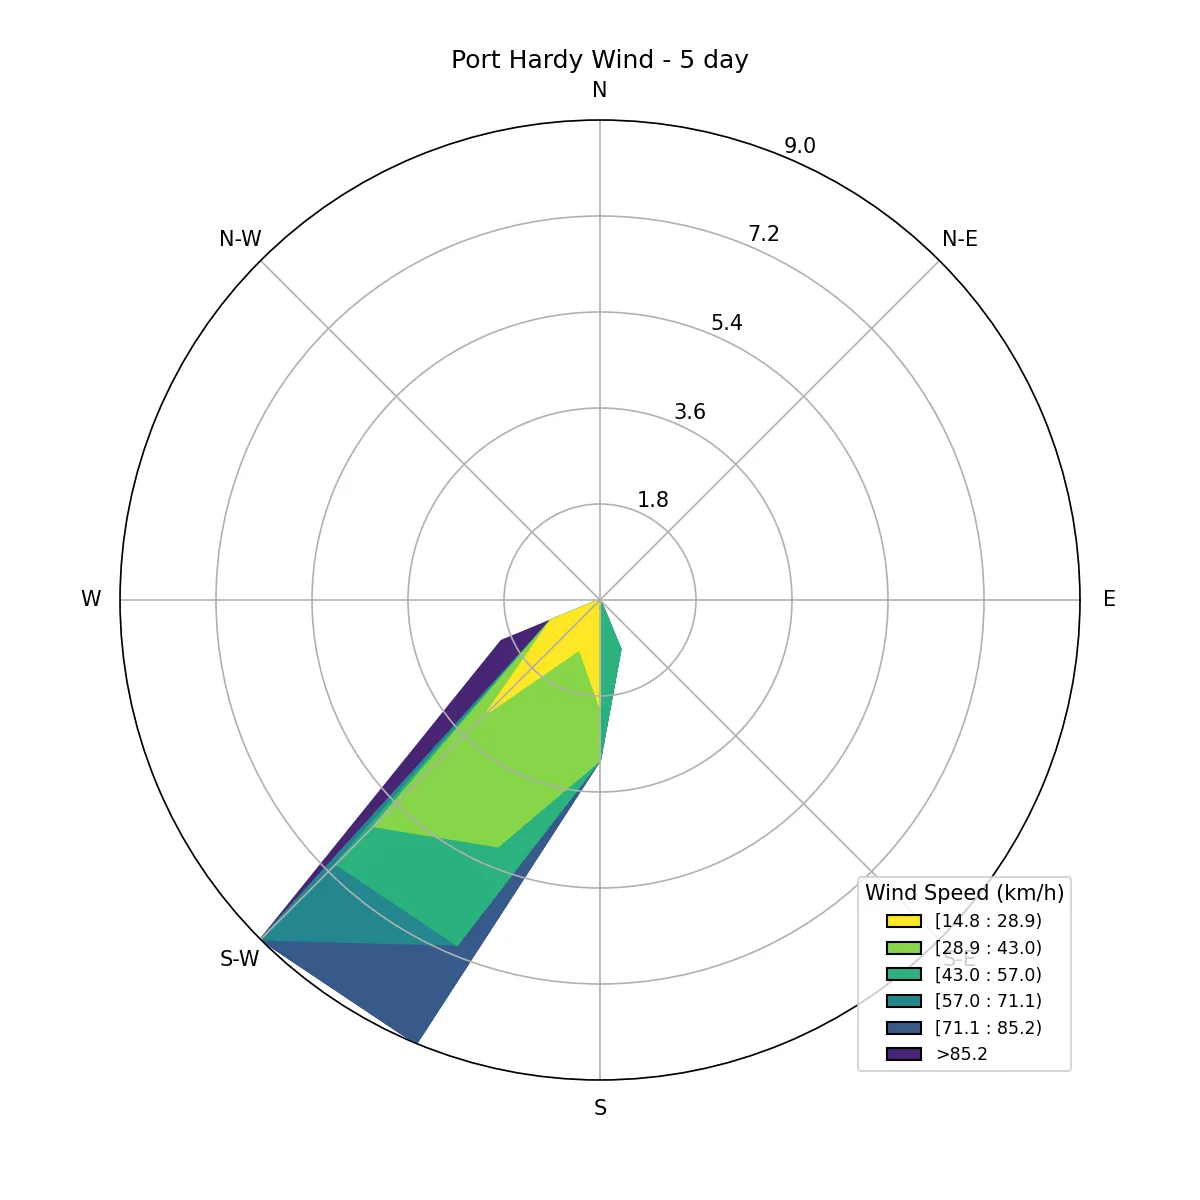 Port Hardy Wind - 5 day
N
9.0
N-W
7.2
N-E
5.4
3.6
1.8
W
E
S-W
S-E
S
Wind Speed (km/h)
[14.8 : 28.9)
[28.9 : 43.0)
[43.0 : 57.0)
[57.0 : 71.1)
[71.1 : 85.2)
>85.2